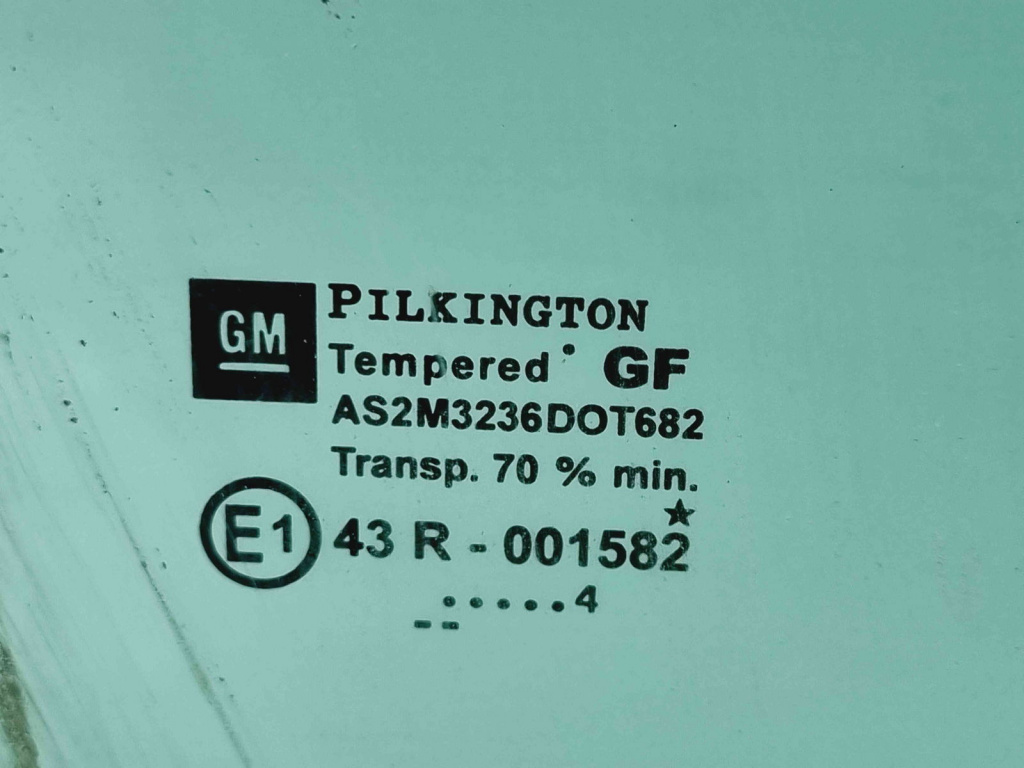 GM
PILKINGTON
Tempered • GF
AS2M3236DOT682
Transp. 70 % min.
E1 43 R - 001582
.....4